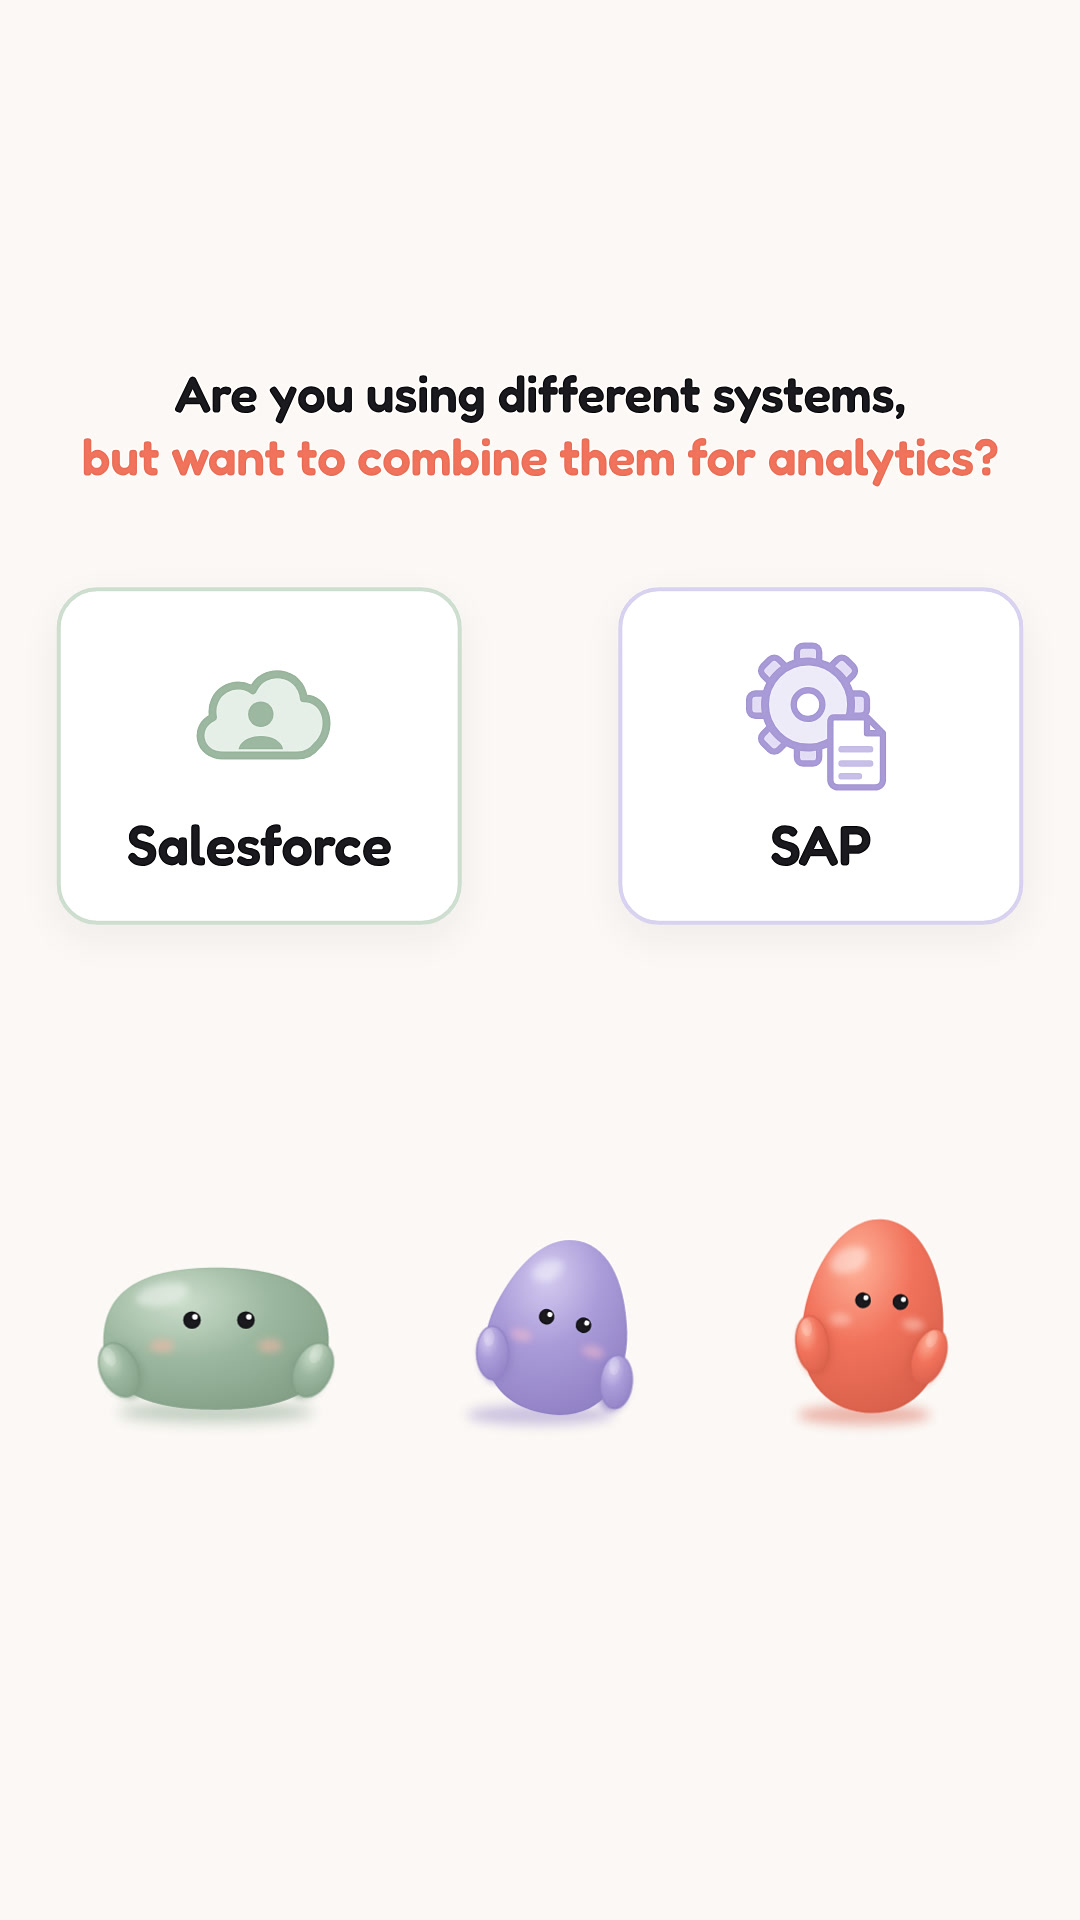 Are you using different systems,
but want to combine them for analytics?
Salesforce
SAP